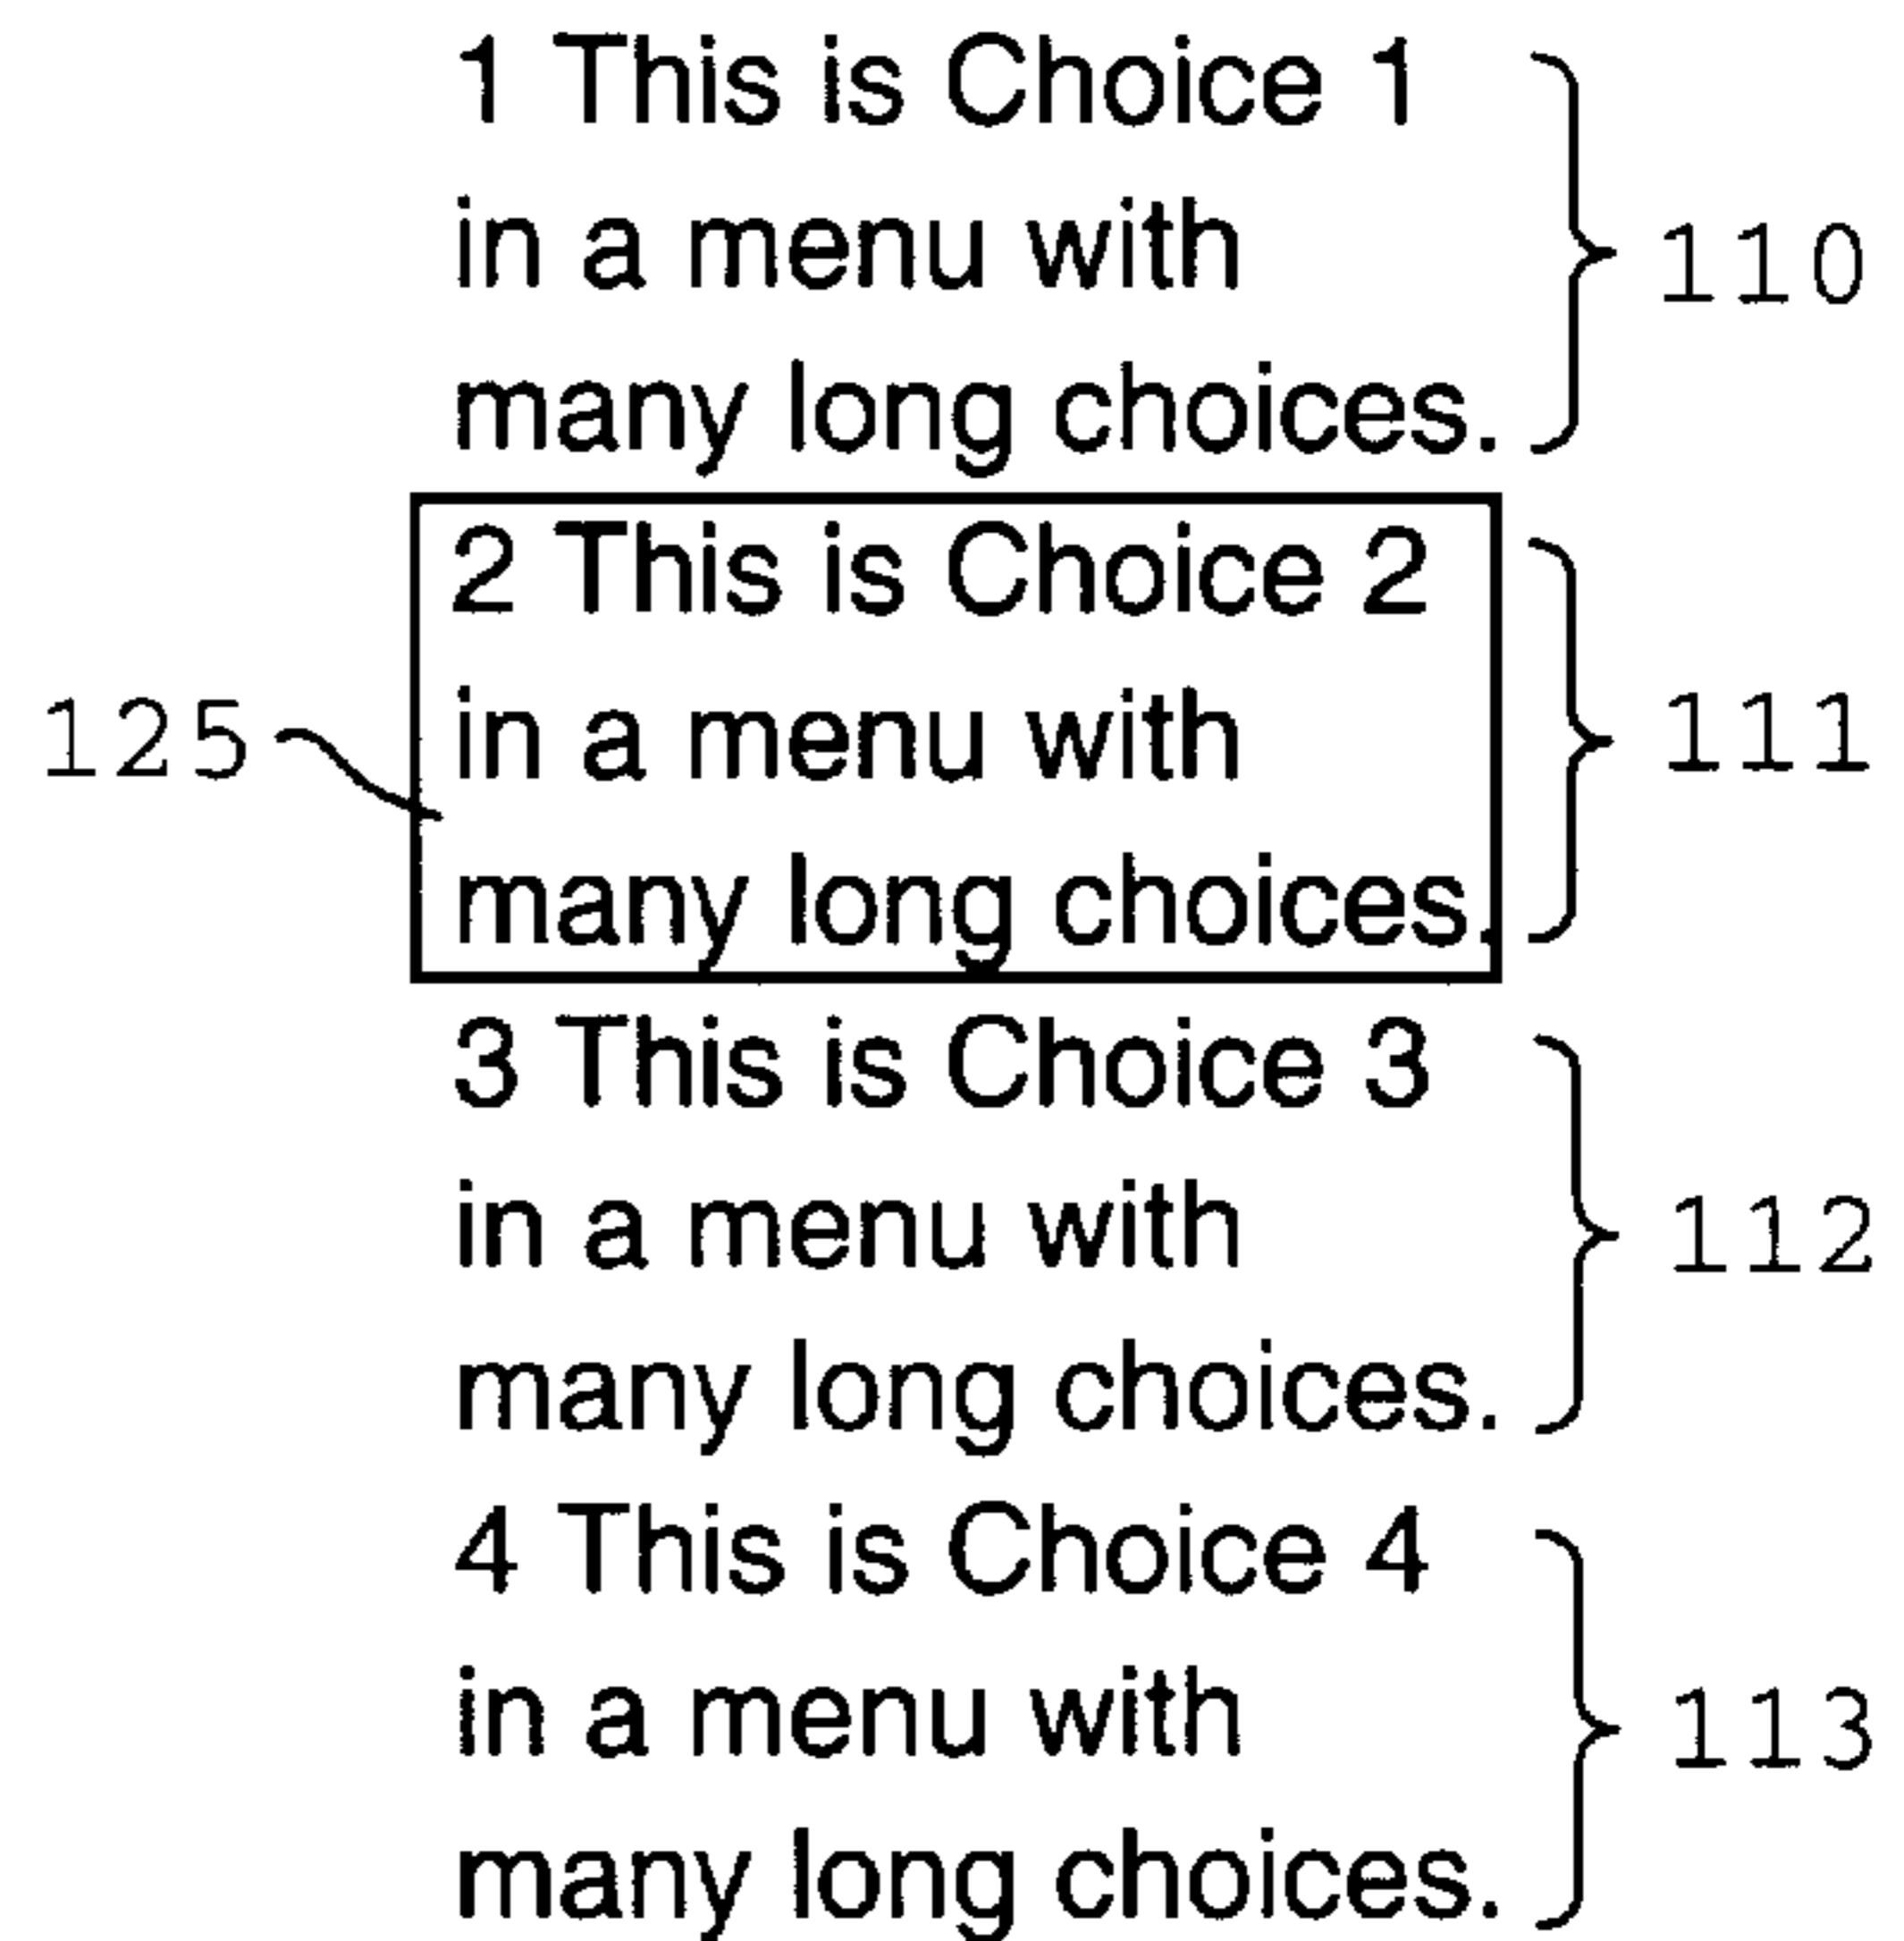 1 This is Choice 1
in a menu with
many long choices.
110
2 This is Choice 2
in a menu with
many long choices.
111
125
3 This is Choice 3
in a menu with
many long choices.
112
4 This is Choice 4
in a menu with
many long choices.
113